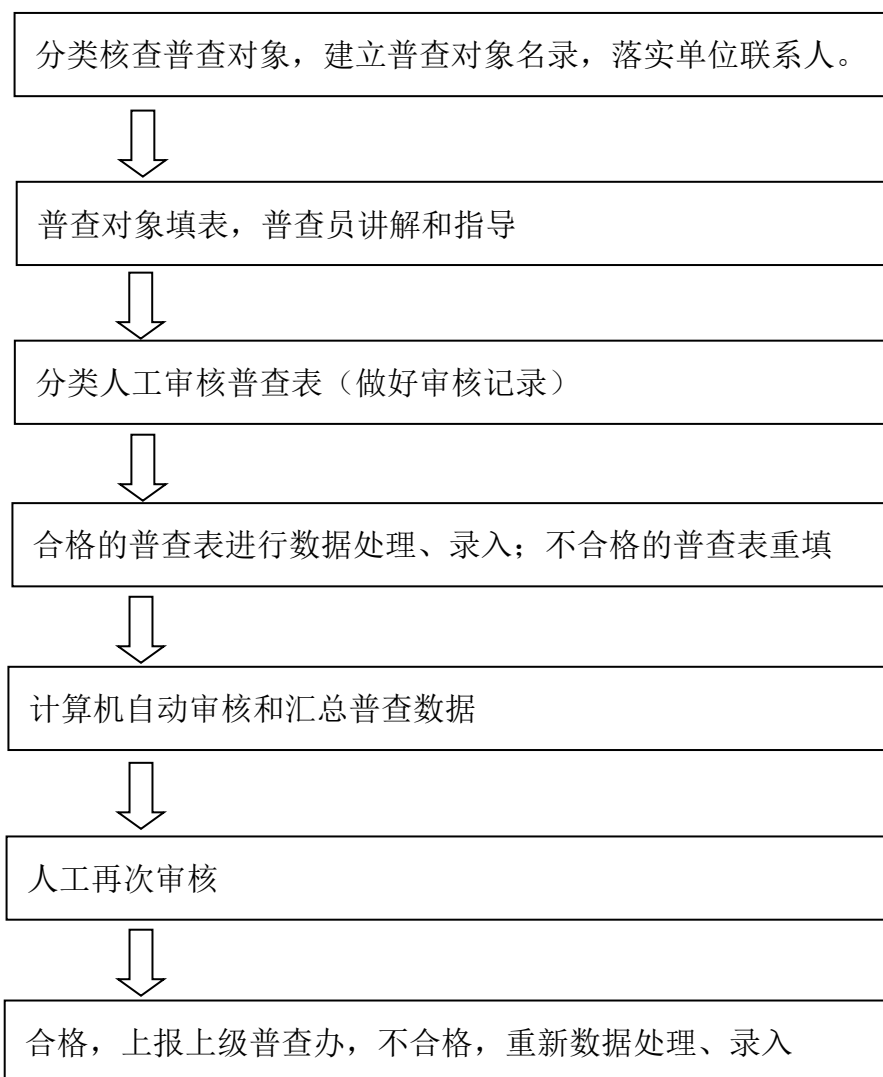 分类核查普查对象，建立普查对象名录，落实单位联系人。
普查对象填表，普查员讲解和指导
分类人工审核普查表（做好审核记录）
合格的普查表进行数据处理、录入；不合格的普查表重填
计算机自动审核和汇总普查数据
人工再次审核
合格，上报上级普查办，不合格，重新数据处理、录入